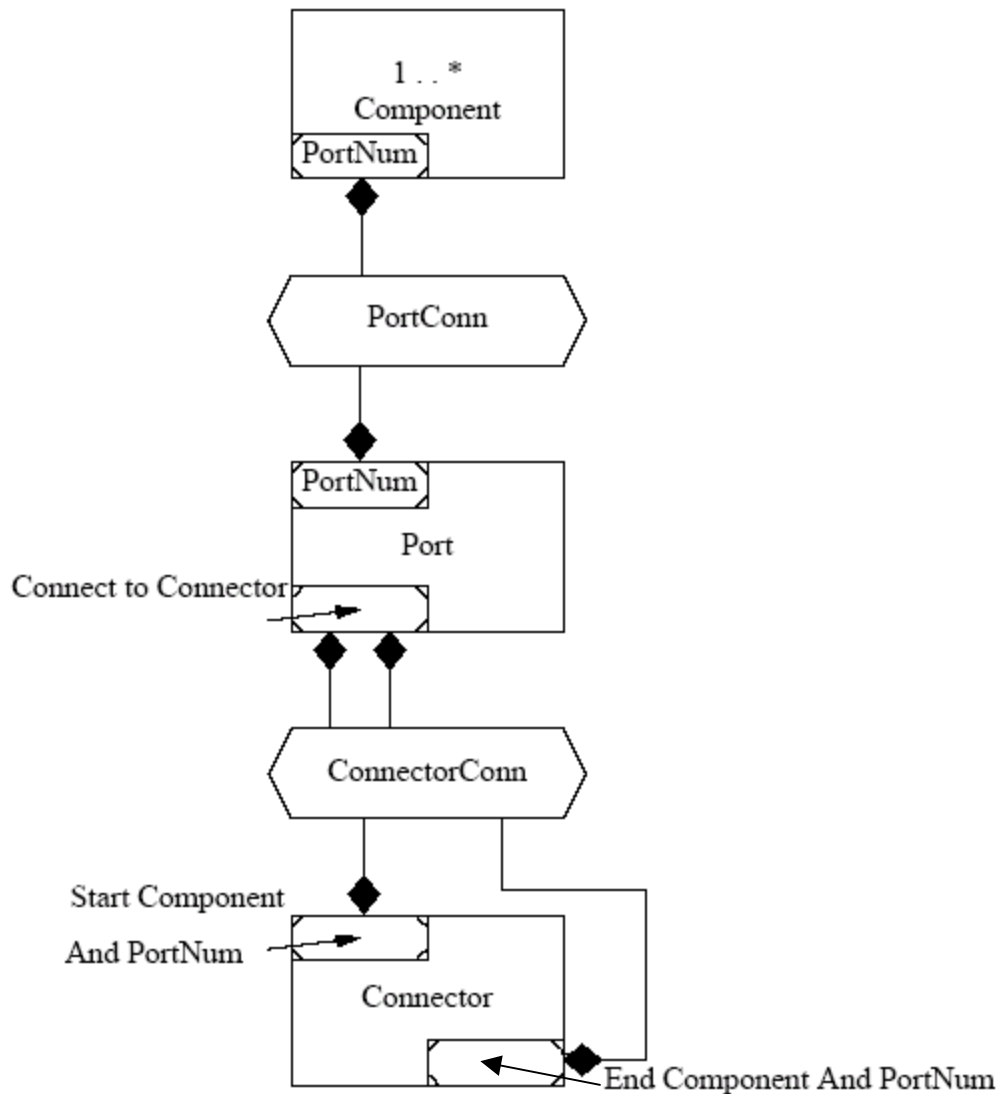 1 . . *
Component
PortNum
PortConn
PortNum
Port
Connect to Connector
ConnectorConn
Start Component
And PortNum
Connector
End Component And PortNum